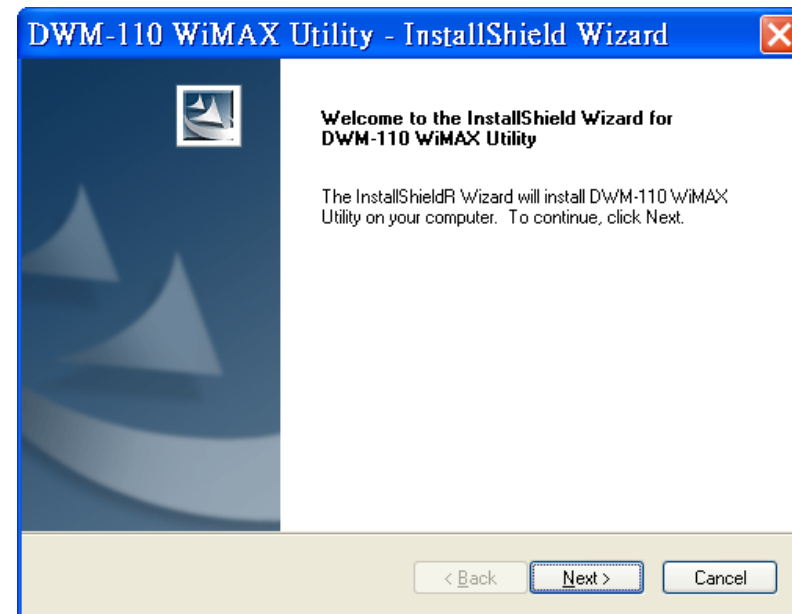 DWM-110 WiMAX Utility - InstallShield Wizard
Welcome to the InstallShield Wizard for
DWM-110 WiMAX Utility
The InstallShieldR Wizard will install DWM-110 WiMAX
Utility on your computer. To continue, click Next.
< Back
Next >
Cancel